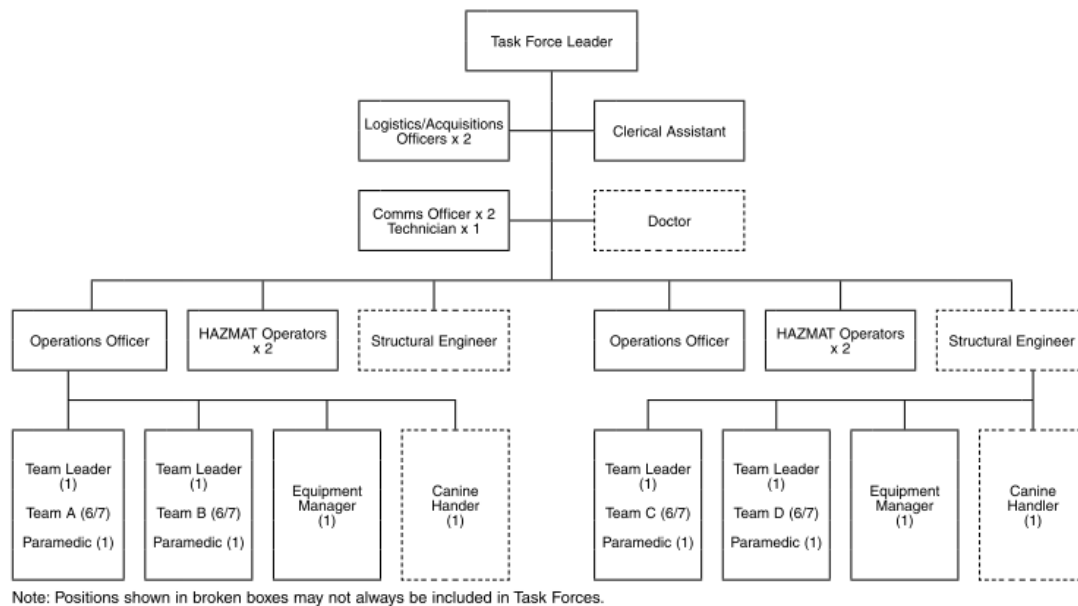 Task Force Leader
Logistics/Acquisitions
Officers x 2
Clerical Assistant
Comms Officer x 2
Technician x 1
Doctor
Operations Officer
HAZMAT Operators
x 2
Structural Engineer
Operations Officer
HAZMAT Operators
x 2
Structural Engineer
Team Leader
(1)
Team A (6/7)
Paramedic (1)
Team Leader
(1)
Team B (6/7)
Paramedic (1)
Equipment
Manager
(1)
Canine
Hander
(1)
Team Leader
(1)
Team C (6/7)
Paramedic (1)
Team Leader
(1)
Team D (6/7)
Paramedic (1)
Equipment
Manager
(1)
Canine
Handler
(1)
Note: Positions shown in broken boxes may not always be included in Task Forces.